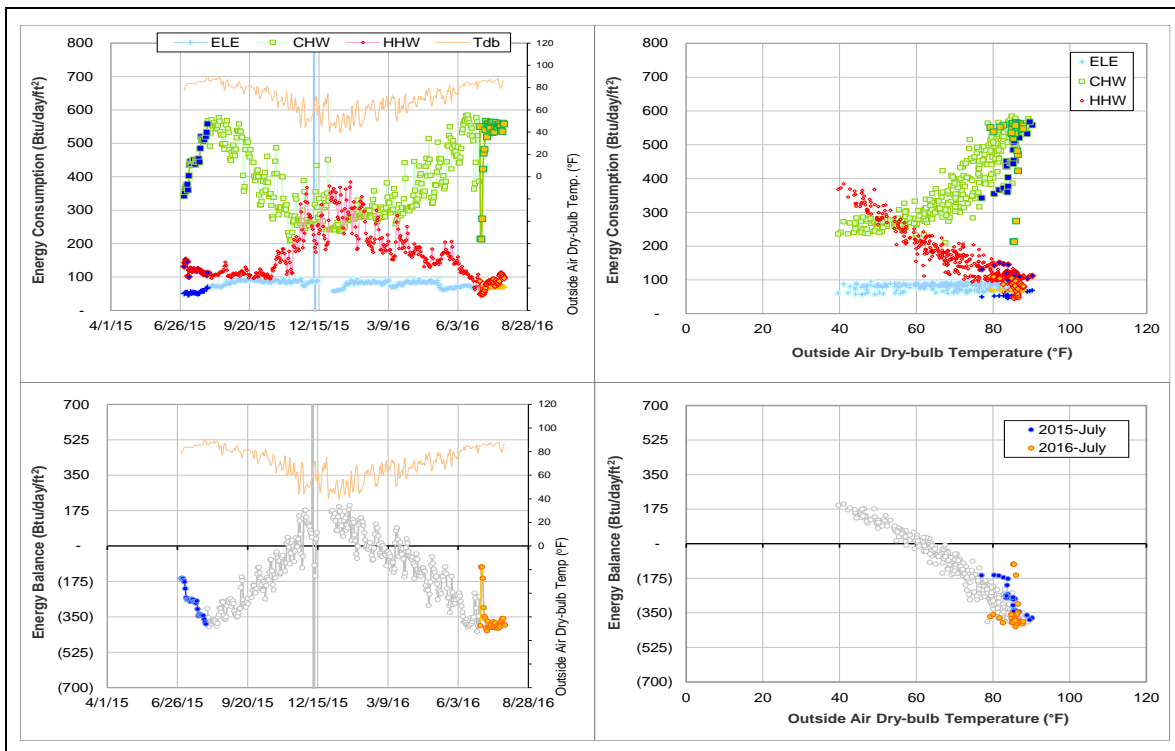 ELE CHW HHW Tdb
Energy Consumption (Btu/day/ft²)
800
700
600
500
400
300
200
100
-
120
100
80
60
40
20
0
Outside Air Dry-bulb Temp. (°F)
4/1/15 6/26/15 9/20/15 12/15/15 3/9/16 6/3/16 8/28/16
Energy Consumption (Btu/day/ft²)
800
700
600
500
400
300
200
100
-
ELE
CHW
HHW
0 20 40 60 80 100 120
Outside Air Dry-bulb Temperature (°F)
Energy Balance (Btu/day/ft²)
700
525
350
175
-
(175)
(350)
(525)
(700)
120
100
80
60
40
20
0
Outside Air Dry-bulb Temp (°F)
4/1/15 6/26/15 9/20/15 12/15/15 3/9/16 6/3/16 8/28/16
Energy Balance (Btu/day/ft²)
700
525
350
175
-
(175)
(350)
(525)
(700)
2015-July
2016-July
0 20 40 60 80 100 120
Outside Air Dry-bulb Temperature (°F)